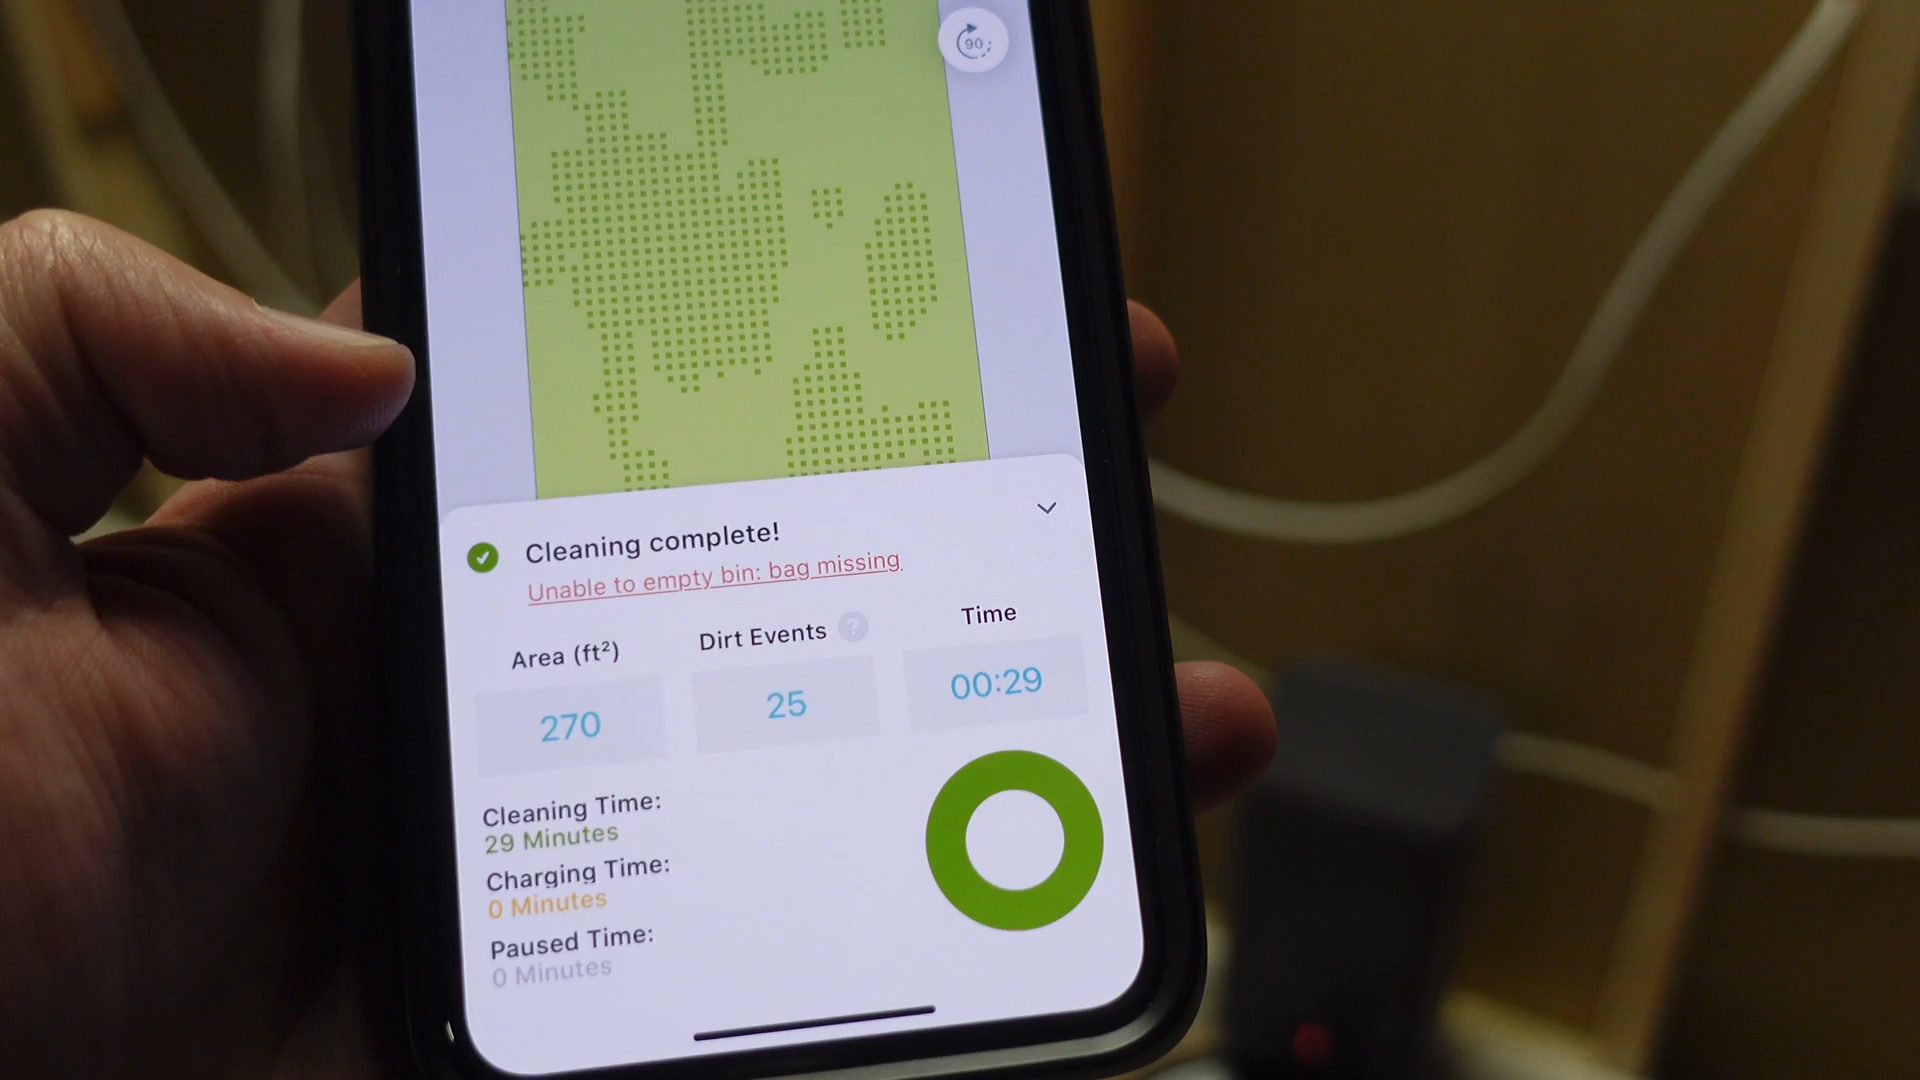 90
Cleaning complete!
Unable to empty bin: bag missing
Area (ft²)
Dirt Events ?
Time
270
25
00:29
Cleaning Time:
29 Minutes
Charging Time:
0 Minutes
Paused Time:
0 Minutes